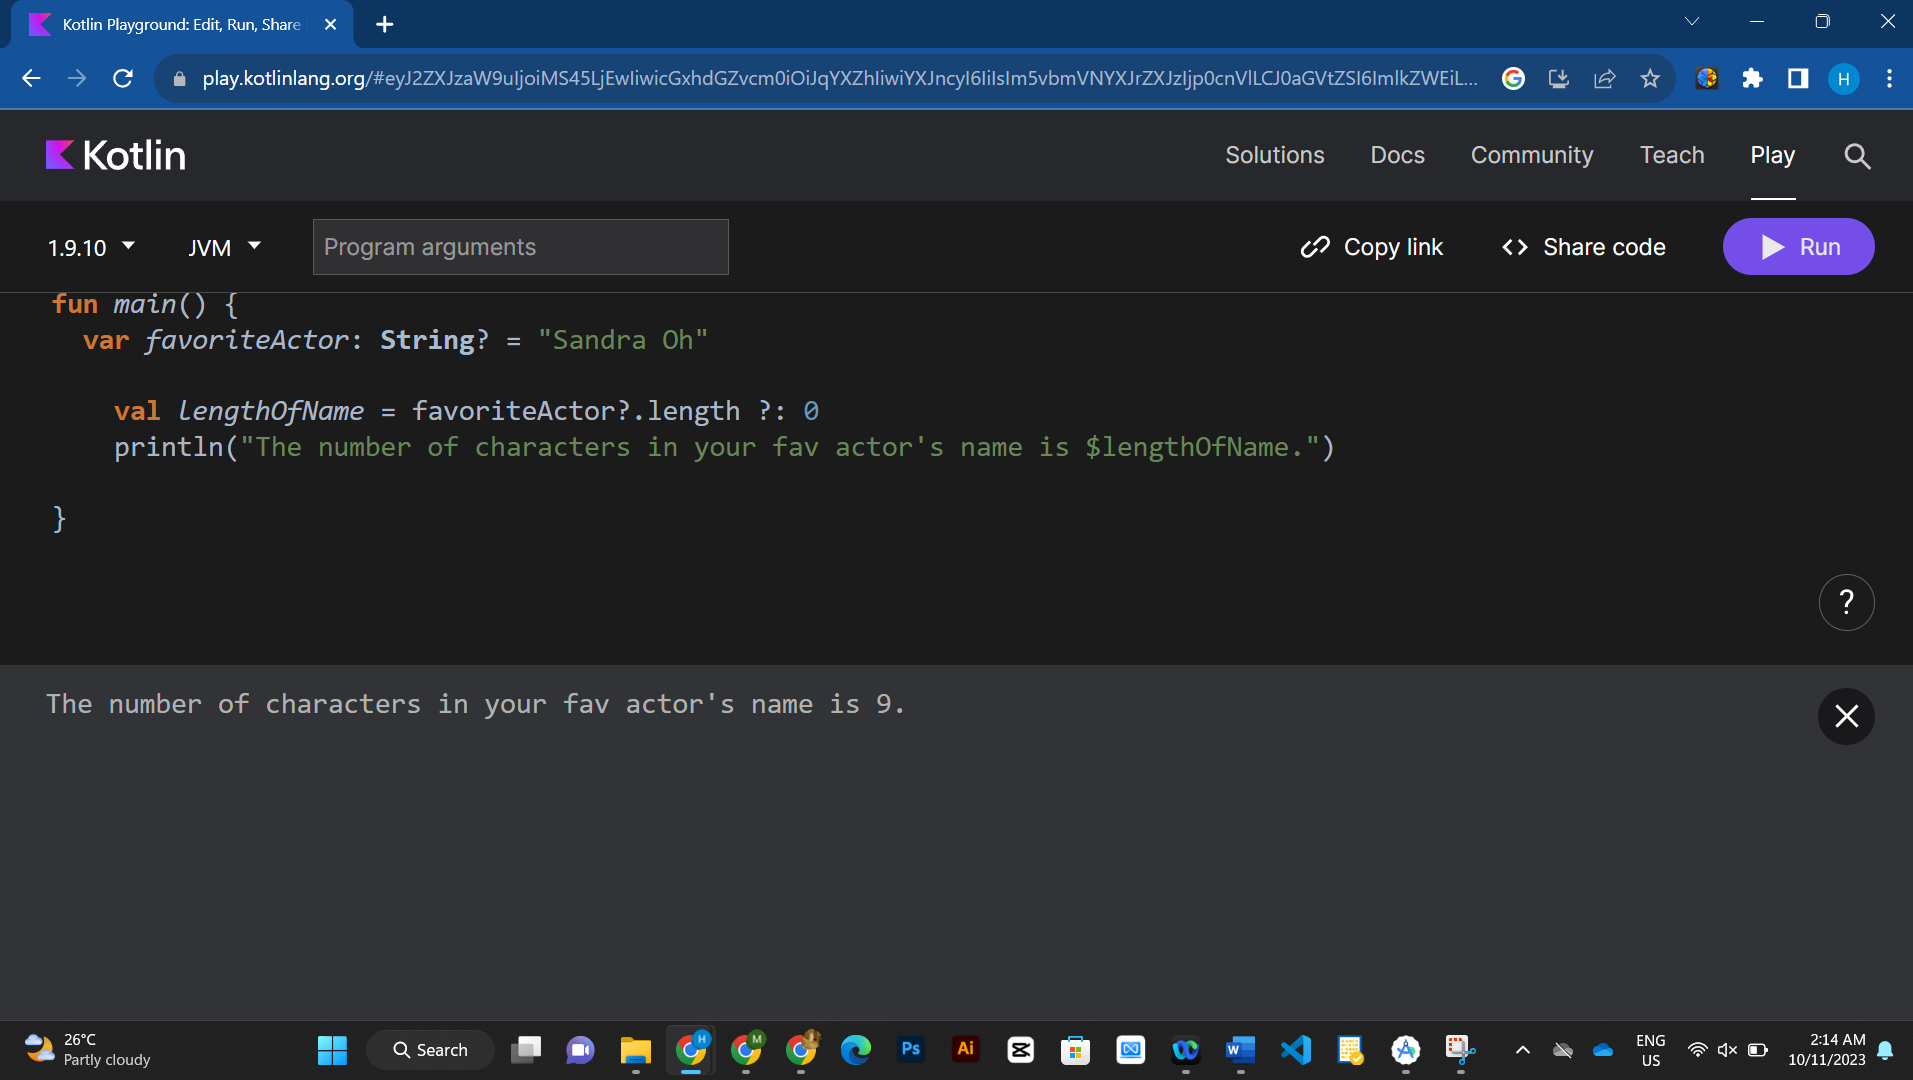 Kotlin Playground: Edit, Run, Share
play.kotlinlang.org/#eyJ2ZXJzaW9uIjoiMS45LjEwIiwicGxhdGZvcm0iOiJqYXZhIiwiYXJncyI6IiIsIm5vbmVNYXJrZXJzIjp0cnVlLCJ0aGVtZSI6ImlkZWEiL...
H
Kotlin
Solutions Docs Community Teach Play
1.9.10 JVM Program arguments Copy link Share code Run
fun main() {
var favoriteActor: String? = "Sandra Oh"
val lengthOfName = favoriteActor?.length ?: 0
println("The number of characters in your fav actor's name is $lengthOfName.")
}
?
The number of characters in your fav actor's name is 9.
26°C
Partly cloudy
Search
H
M
Ps
Ai
W
ENG
US
2:14 AM
10/11/2023